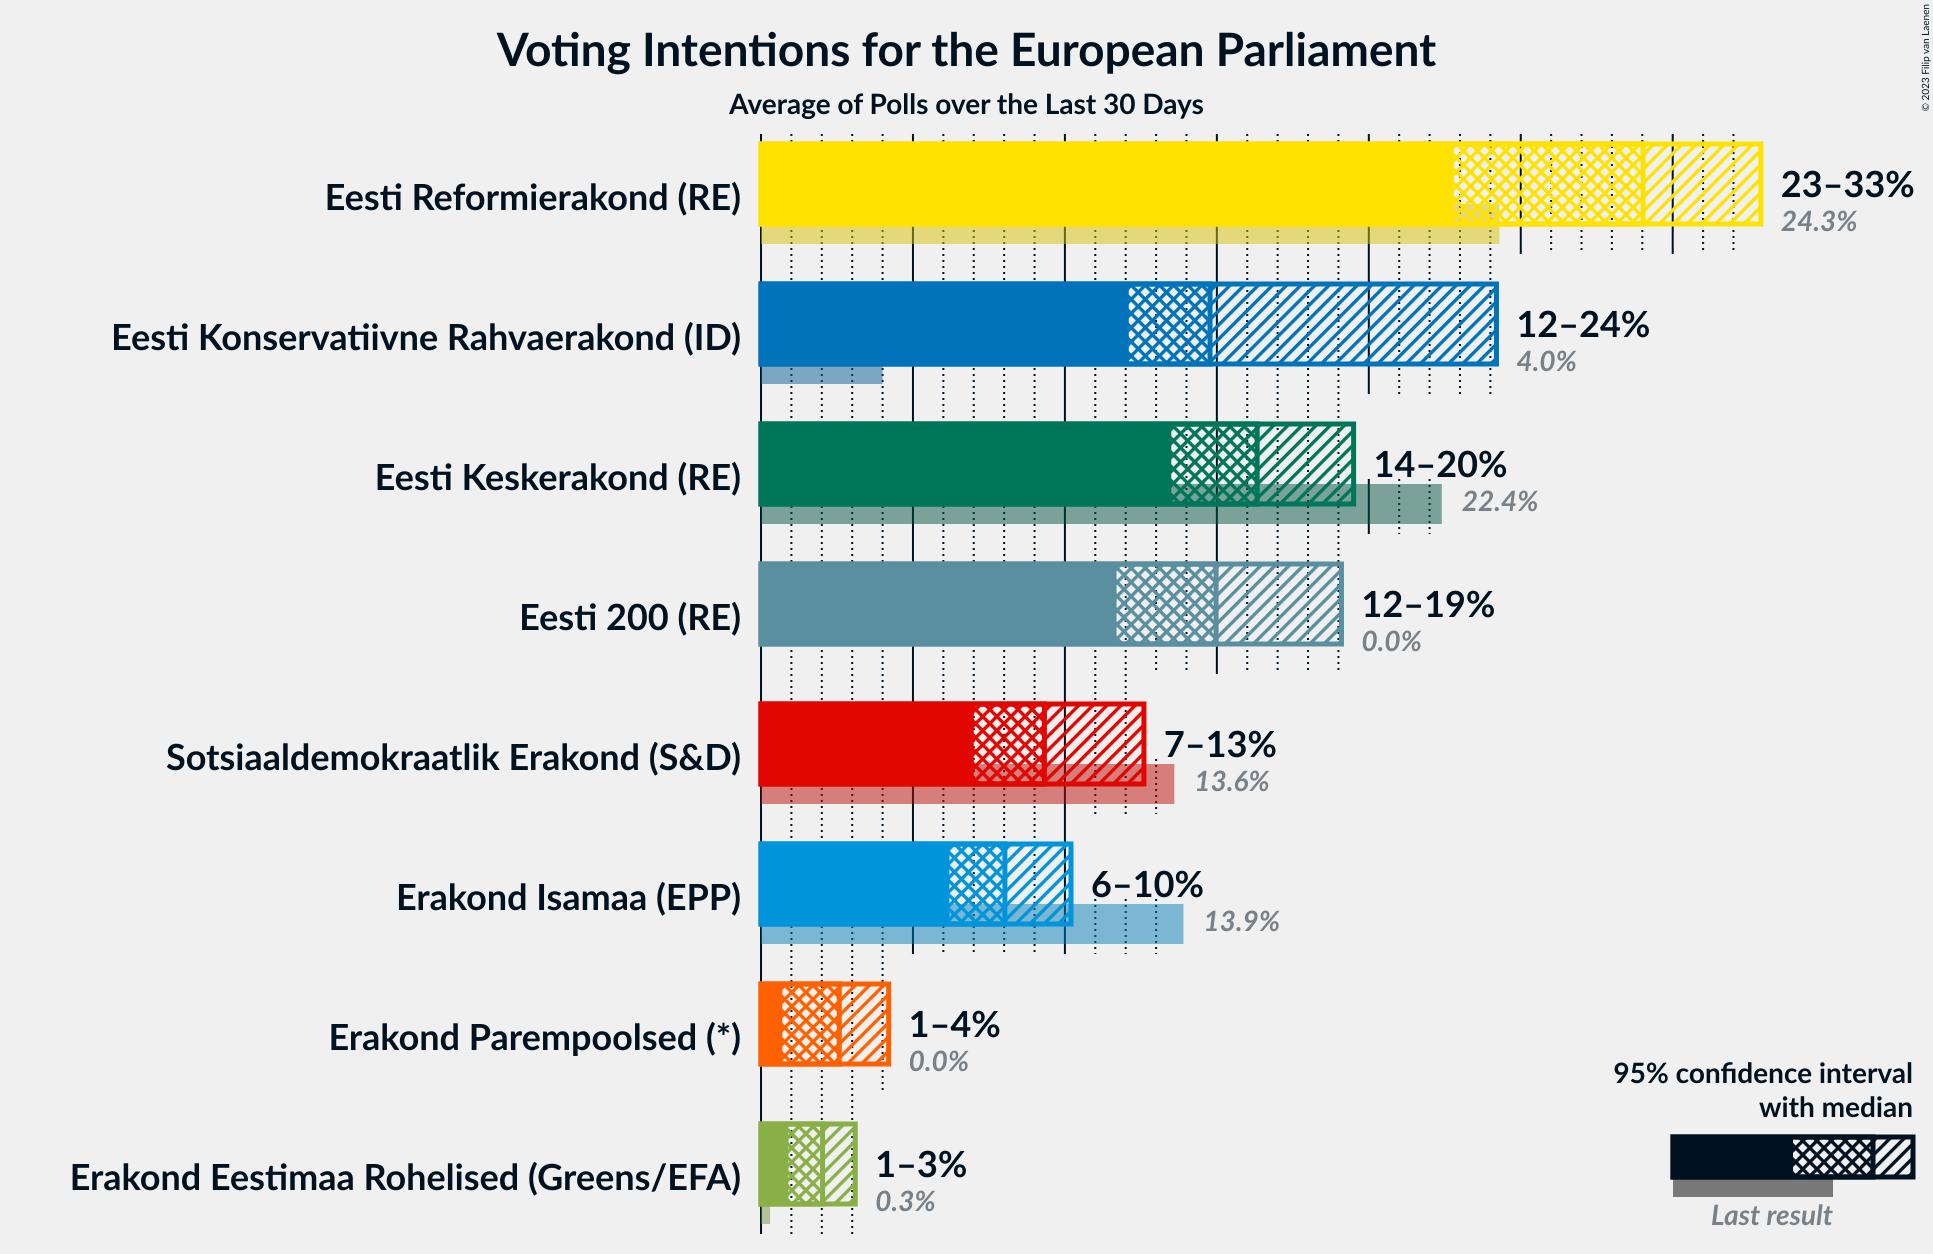 Voting Intentions for the European Parliament
Average of Polls over the Last 30 Days
© 2023 Filip van Laenen
Eesti Reformierakond (RE)
23–33%
24.3%
Eesti Konservatiivne Rahvaerakond (ID)
12–24%
4.0%
Eesti Keskerakond (RE)
14–20%
22.4%
Eesti 200 (RE)
12–19%
0.0%
Sotsiaaldemokraatlik Erakond (S&D)
7–13%
13.6%
Erakond Isamaa (EPP)
6–10%
13.9%
Erakond Parempoolsed (*)
1–4%
0.0%
Erakond Eestimaa Rohelised (Greens/EFA)
1–3%
0.3%
95% confidence interval
with median
Last result